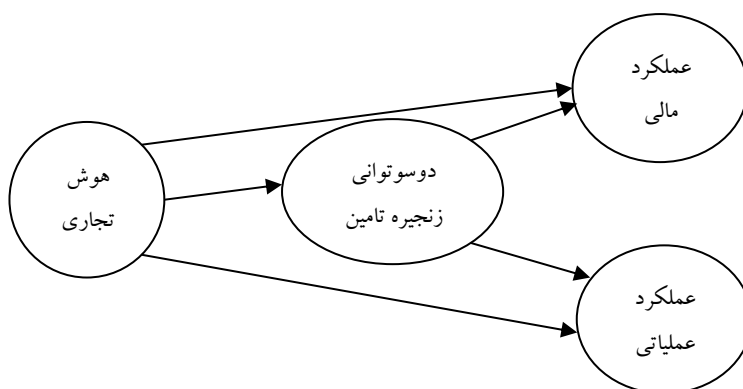 عملکرد
مالی
هوش
تجاری
دوسوتوانی
زنجیره تامین
عملکرد
عملیاتی